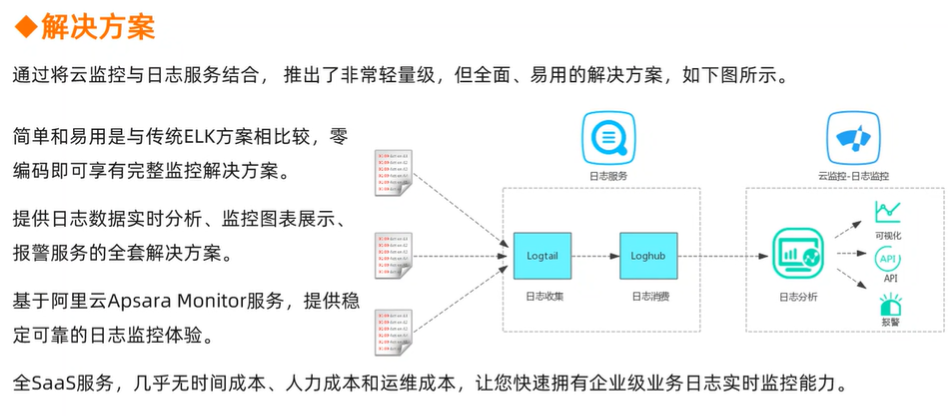 ◆解决方案
通过将云监控与日志服务结合， 推出了非常轻量级，但全面、易用的解决方案，如下图所示。
简单和易用是与传统ELK方案相比较，零
编码即可享有完整监控解决方案。
提供日志数据实时分析、监控图表展示、
报警服务的全套解决方案。
基于阿里云Apsara Monitor服务，提供稳
定可靠的日志监控体验。
全SaaS服务，几乎无时间成本、人力成本和运维成本，让您快速拥有企业级业务日志实时监控能力。
日志服务
云监控-日志监控
Logtail
Loghub
日志收集
日志消费
日志分析
可视化
API
API
报警